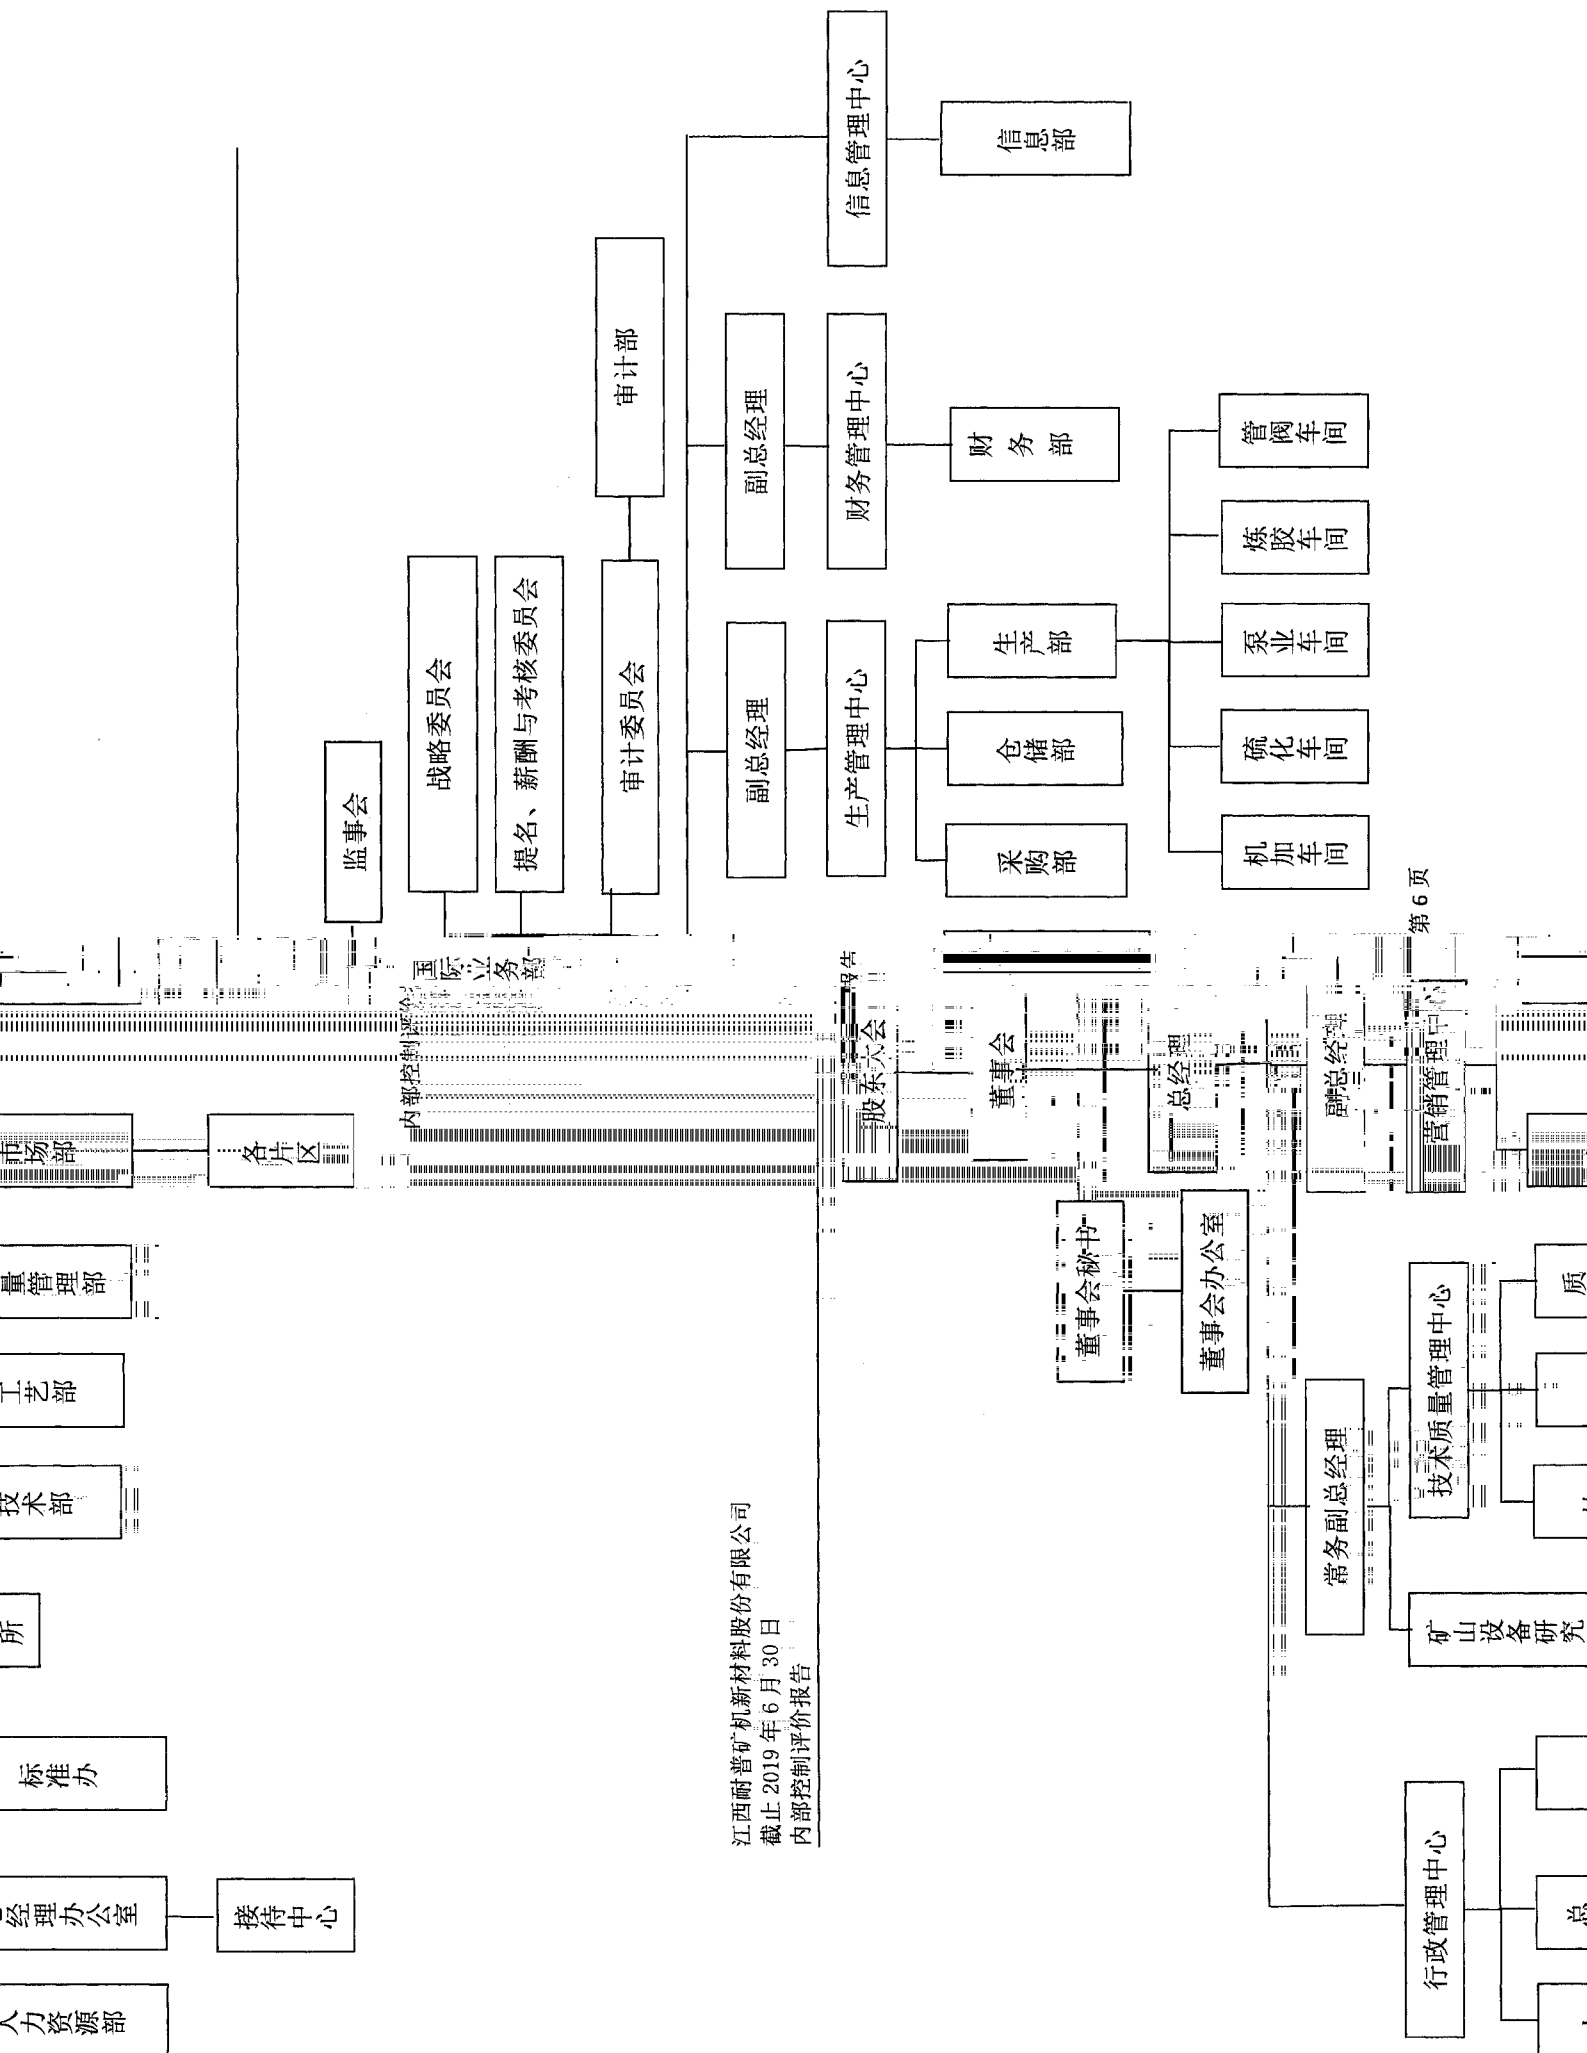 江西耐普矿机新材料股份有限公司
截止 2019 年 6 月 30 日
内部控制评价报告
内部控制评价
报告
股东大会
监事会
董事会
战略委员会
提名、薪酬与考核委员会
审计委员会
审计部
董事会秘书
董事会办公室
总经理
常务副总经理
副总经理
副总经理
副总经理
行政管理中心
矿山设备研究
所
技术质量管理中心
营销管理中心
生产管理中心
财务管理中心
信息管理中心
人力资源部
总
经理办公室
标准办
技术部
工艺部
质
量管理部
市场部
国际业务部
采购部
仓储部
生产部
财务部
信息部
接待中心
各片区
机加车间
硫化车间
泵业车间
炼胶车间
管阀车间
第 6 页